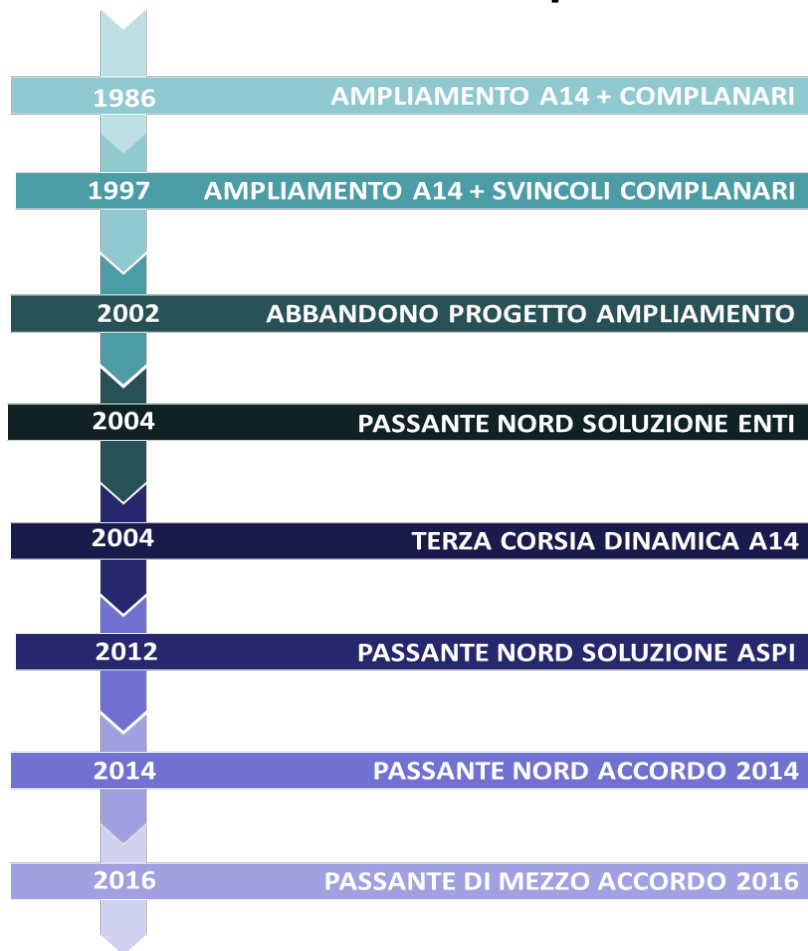 1986 AMPLIAMENTO A14 + COMPLANARI
1997 AMPLIAMENTO A14 + SVINCOLI COMPLANARI
2002 ABBANDONO PROGETTO AMPLIAMENTO
2004 PASSANTE NORD SOLUZIONE ENTI
2004 TERZA CORSIA DINAMICA A14
2012 PASSANTE NORD SOLUZIONE ASPI
2014 PASSANTE NORD ACCORDO 2014
2016 PASSANTE DI MEZZO ACCORDO 2016